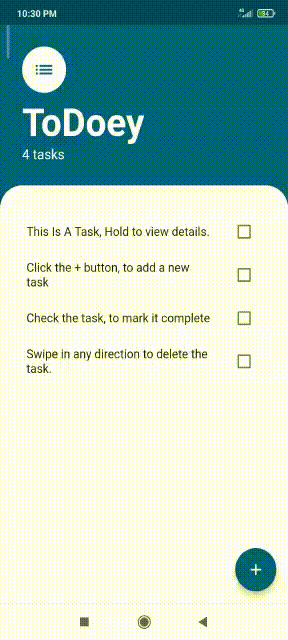 10:30 PM
ToDoey
4 tasks
This Is A Task, Hold to view details.
Click the + button, to add a new
task
Check the task, to mark it complete
Swipe in any direction to delete the
task.
+